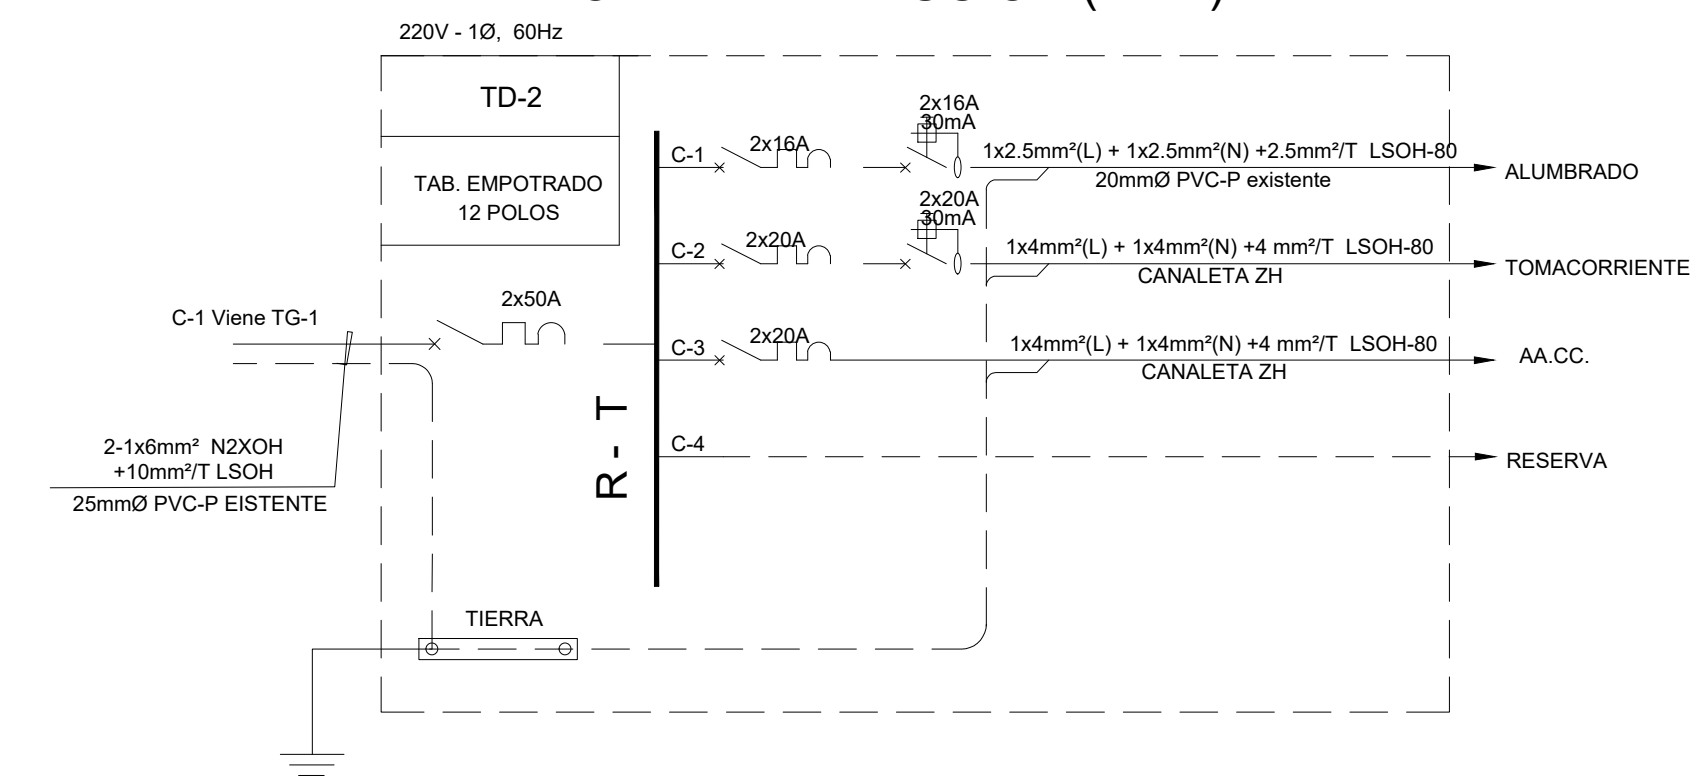 220V - 1Ø, 60Hz
TD-2
TAB. EMPOTRADO
12 POLOS
C-1 Viene TG-1
2x50A
2-1x6mm² N2XOH
+10mm²/T LSOH
25mmØ PVC-P EISTENTE
R - T
TIERRA
C-1
2x16A
2x16A
30mA
1x2.5mm²(L) + 1x2.5mm²(N) +2.5mm²/T LSOH-80
20mmØ PVC-P existente
ALUMBRADO
C-2
2x20A
2x20A
30mA
1x4mm²(L) + 1x4mm²(N) +4 mm²/T LSOH-80
CANALETA ZH
TOMACORRIENTE
C-3
2x20A
1x4mm²(L) + 1x4mm²(N) +4 mm²/T LSOH-80
CANALETA ZH
AA.CC.
C-4
RESERVA